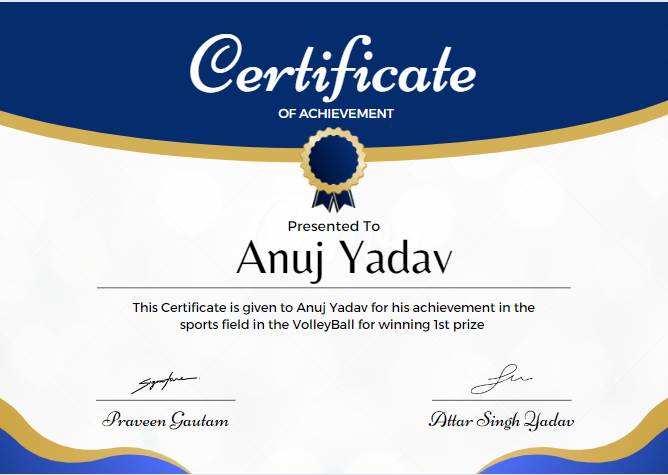 Certificate
OF ACHIEVEMENT
Presented To
Anuj Yadav
This Certificate is given to Anuj Yadav for his achievement in the
sports field in the VolleyBall for winning 1st prize
Signature
Praveen Gautam
Attar Singh Yadav